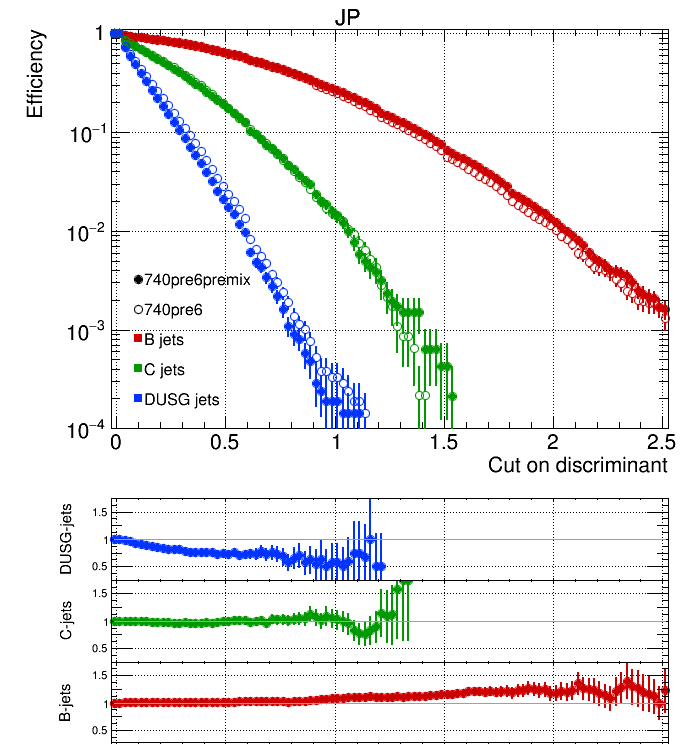 JP
Efficiency
1
10⁻¹
10⁻²
10⁻³
10⁻⁴
740pre6premix
740pre6
B jets
C jets
DUSG jets
0 0.5 1 1.5 2 2.5
Cut on discriminant
DUSG-jets
1.5
1
0.5
C-jets
1.5
1
0.5
B-jets
1.5
1
0.5